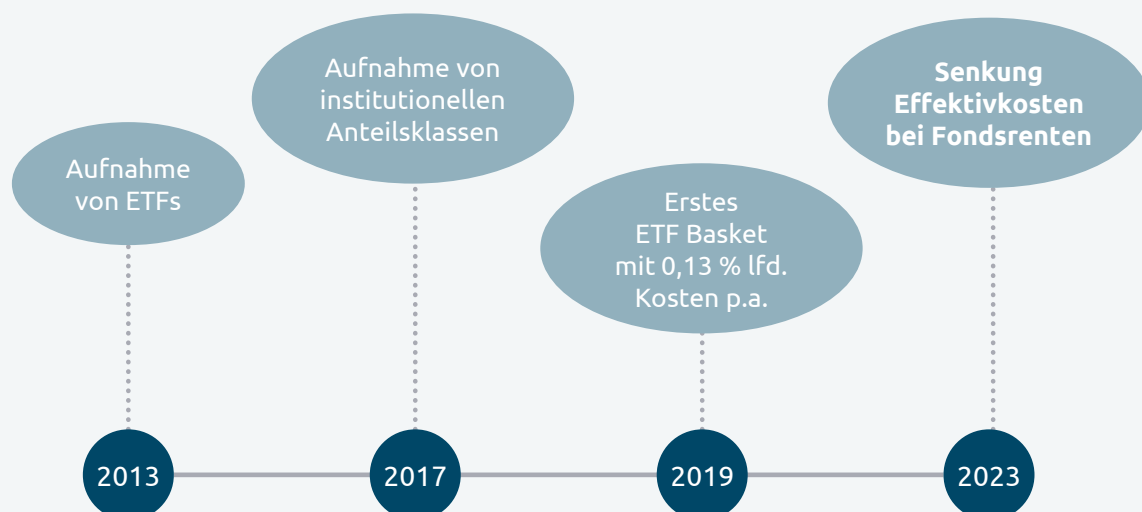 Aufnahme
von ETFs
Aufnahme von
institutionellen
Anteilsklassen
Erstes
ETF Basket
mit 0,13 % lfd.
Kosten p.a.
Senkung
Effektivkosten
bei Fondsrenten
2013
2017
2019
2023